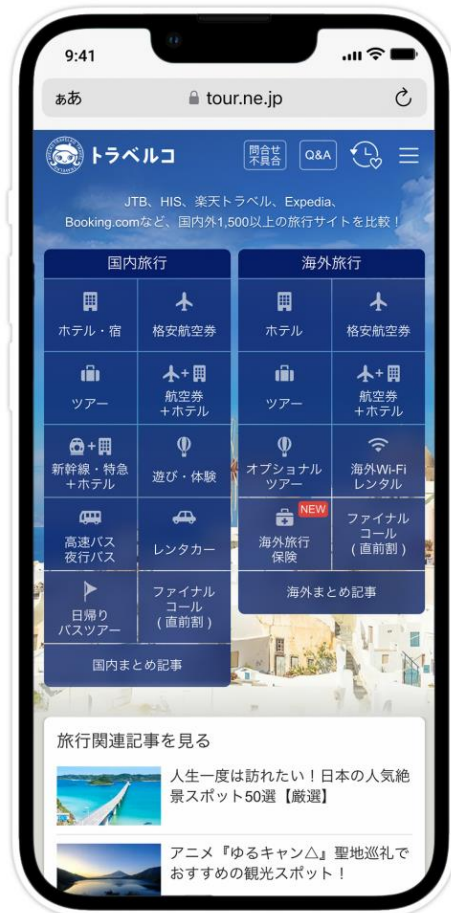 9:41
ぁあ
tour.ne.jp
トラベルコ
問合せ
不具合
Q&A
JTB、HIS、楽天トラベル、Expedia、
Booking.comなど、国内外1,500以上の旅行サイトを比較！
国内旅行
ホテル・宿
格安航空券
ツアー
航空券
＋ホテル
新幹線・特急
＋ホテル
遊び・体験
高速バス
夜行バス
レンタカー
日帰り
バスツアー
ファイナル
コール
(直前割)
国内まとめ記事
海外旅行
ホテル
格安航空券
ツアー
航空券
＋ホテル
オプショナル
ツアー
海外Wi-Fi
レンタル
NEW
海外旅行
保険
ファイナル
コール
(直前割)
海外まとめ記事
旅行関連記事を見る
人生一度は訪れたい！日本の人気絶
景スポット50選【厳選】
アニメ『ゆるキャン△』聖地巡礼で
おすすめの観光スポット！